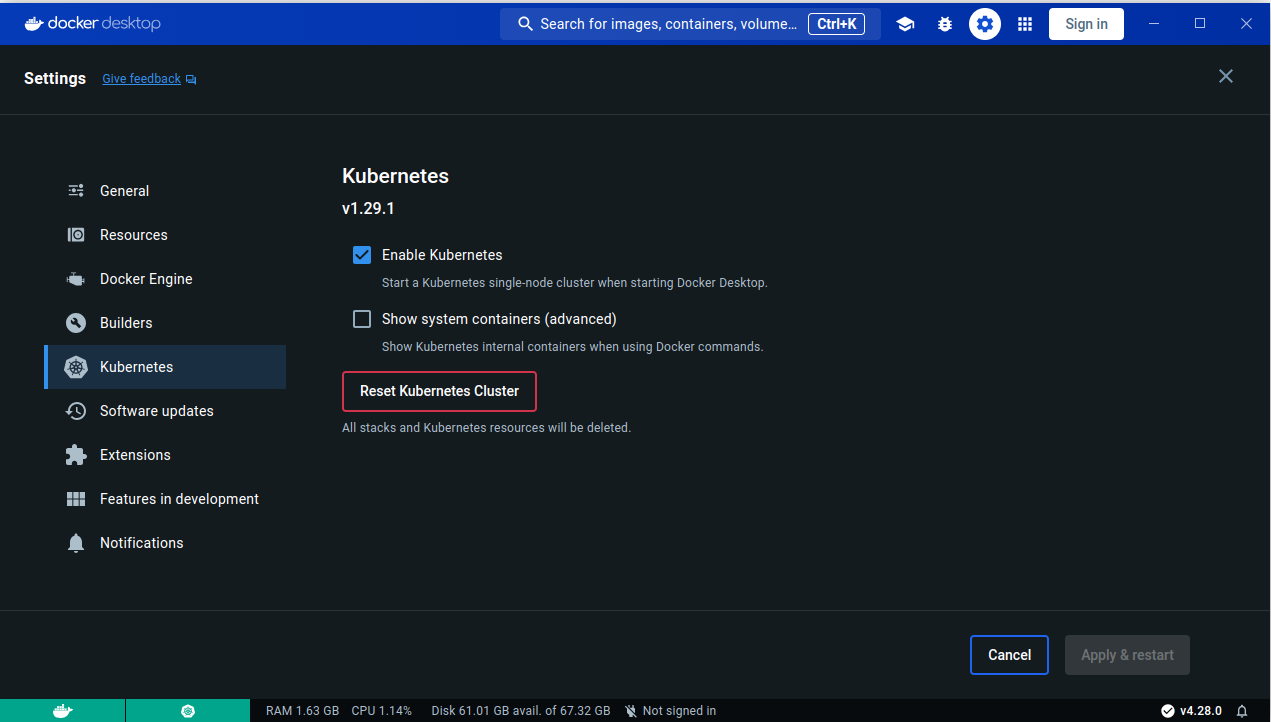 docker desktop
Search for images, containers, volume... Ctrl+K
Sign in
Settings Give feedback
General
Resources
Docker Engine
Builders
Kubernetes
Software updates
Extensions
Features in development
Notifications
Kubernetes
v1.29.1
Enable Kubernetes
Start a Kubernetes single-node cluster when starting Docker Desktop.
Show system containers (advanced)
Show Kubernetes internal containers when using Docker commands.
Reset Kubernetes Cluster
All stacks and Kubernetes resources will be deleted.
Cancel Apply & restart
RAM 1.63 GB CPU 1.14% Disk 61.01 GB avail. of 67.32 GB Not signed in v4.28.0